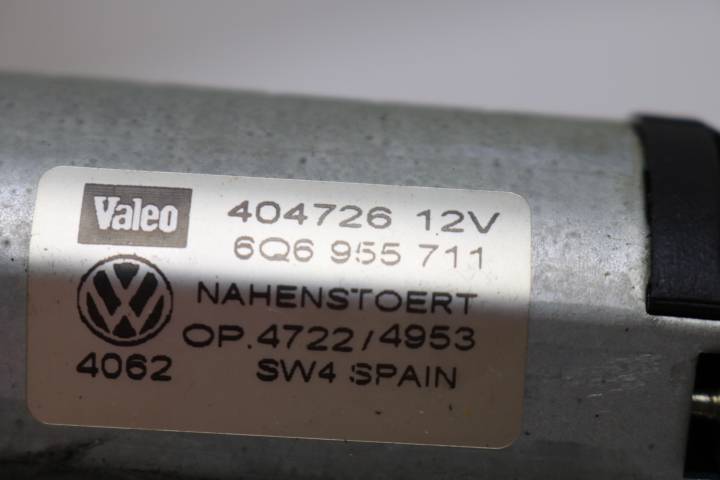 Valeo 404726 12V
6Q6 955 711
NAHENSTOERT
OP.4722/4953
4062 SW4 SPAIN